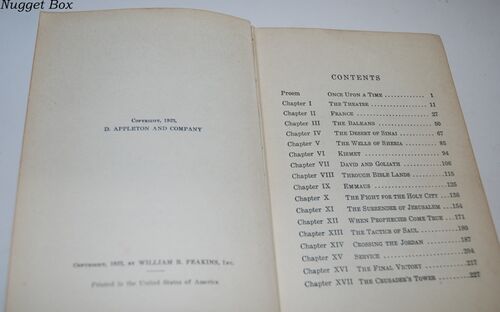 Nugget Box
COPYRIGHT, 1923,
D. APPLETON AND COMPANY
COPYRIGHT, 1923, BY WILLIAM B. FEAKINS, INC.
Printed in the United States of America
CONTENTS
Proem ONCE UPON A TIME 1
Chapter I THE THEATRE 11
Chapter II FRANCE 27
Chapter III THE BALKANS 50
Chapter IV THE DESERT OF SINAI 67
Chapter V THE WELLS OF SHERIA 85
Chapter VI KISMET 94
Chapter VII DAVID AND GOLIATH 106
Chapter VIII THROUGH BIBLE LANDS 115
Chapter IX EMMAUS 125
Chapter X THE FIGHT FOR THE HOLY CITY 136
Chapter XI THE SURRENDER OF JERUSALEM 154
Chapter XII WHEN PROPHECIES COME TRUE 171
Chapter XIII THE TACTICS OF SAUL 180
Chapter XIV CROSSING THE JORDAN 187
Chapter XV SERVICE 204
Chapter XVI THE FINAL VICTORY 217
Chapter XVII THE CRUSADER'S TOWER 227